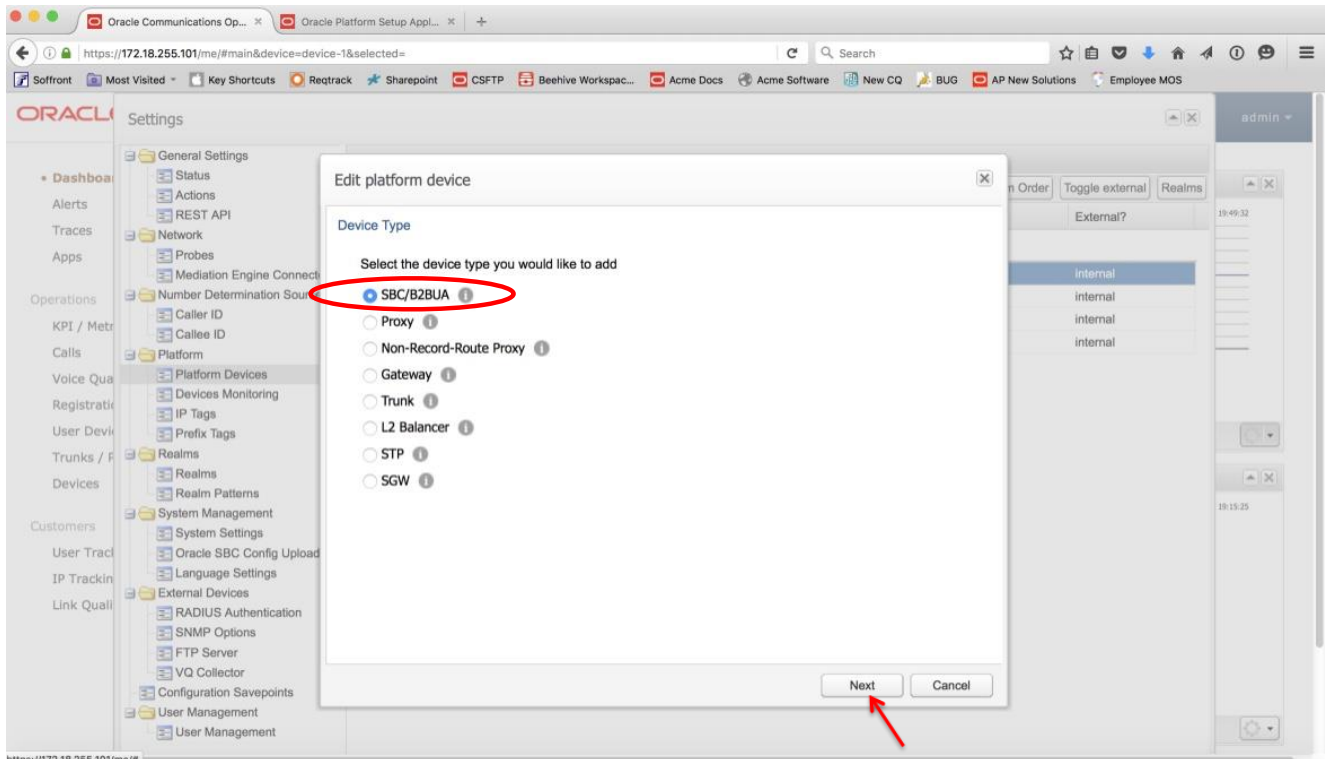 Oracle Communications Op... × Oracle Platform Setup Appl... × +
https://172.18.255.101/me/#main&device=device-1&selected= Search
Soffront Most Visited Key Shortcuts Reqtrack Sharepoint CSFTP Beehive Workspac... Acme Docs Acme Software New CQ BUG AP New Solutions Employee MOS
ORACL
admin
• Dashboa
Alerts
Traces
Apps
Operations
KPI / Metr
Calls
Voice Qua
Registrati
User Devi
Trunks /
Devices
Customers
User Tracl
IP Trackin
Link Quali
Settings
General Settings
Status
Actions
REST API
Network
Probes
Mediation Engine Connect
Number Determination Sour
Caller ID
Callee ID
Platform
Platform Devices
Devices Monitoring
IP Tags
Prefix Tags
Realms
Realms
Realm Patterns
System Management
System Settings
Oracle SBC Config Upload
Language Settings
External Devices
RADIUS Authentication
SNMP Options
FTP Server
VQ Collector
Configuration Savepoints
User Management
User Management
Edit platform device
Device Type
Select the device type you would like to add
SBC/B2BUA
Proxy
Non-Record-Route Proxy
Gateway
Trunk
L2 Balancer
STP
SGW
Next Cancel
n Order Toggle external Realms
External?
internal
internal
internal
internal
19:49:32
19:15:25